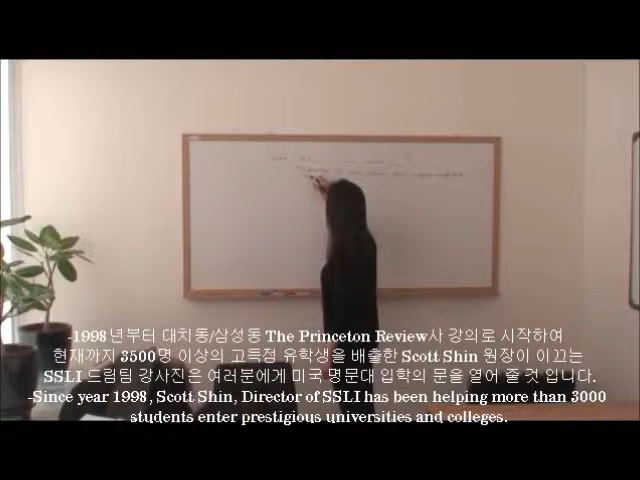 -1998년부터 대치동/삼성동 The Princeton Review사 강의로 시작하여
현재까지 3500명 이상의 고득점 유학생을 배출한 Scott Shin 원장이 이끄는
SSLI 드림팀 강사진은 여러분에게 미국 명문대 입학의 문을 열어 줄 것 입니다.
-Since year 1998, Scott Shin, Director of SSLI has been helping more than 3000
students enter prestigious universities and colleges.